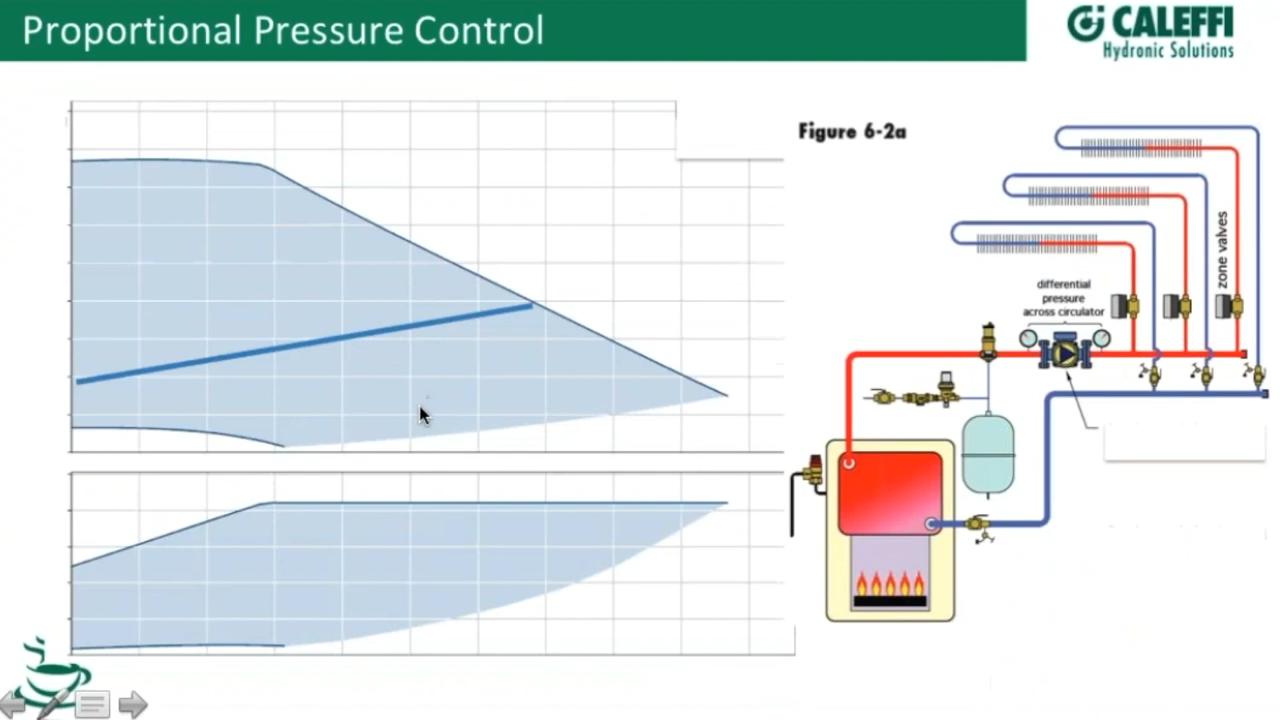 Proportional Pressure Control
CALEFFI
Hydronic Solutions
Figure 6-2a
zone valves
differential
pressure
across circulator